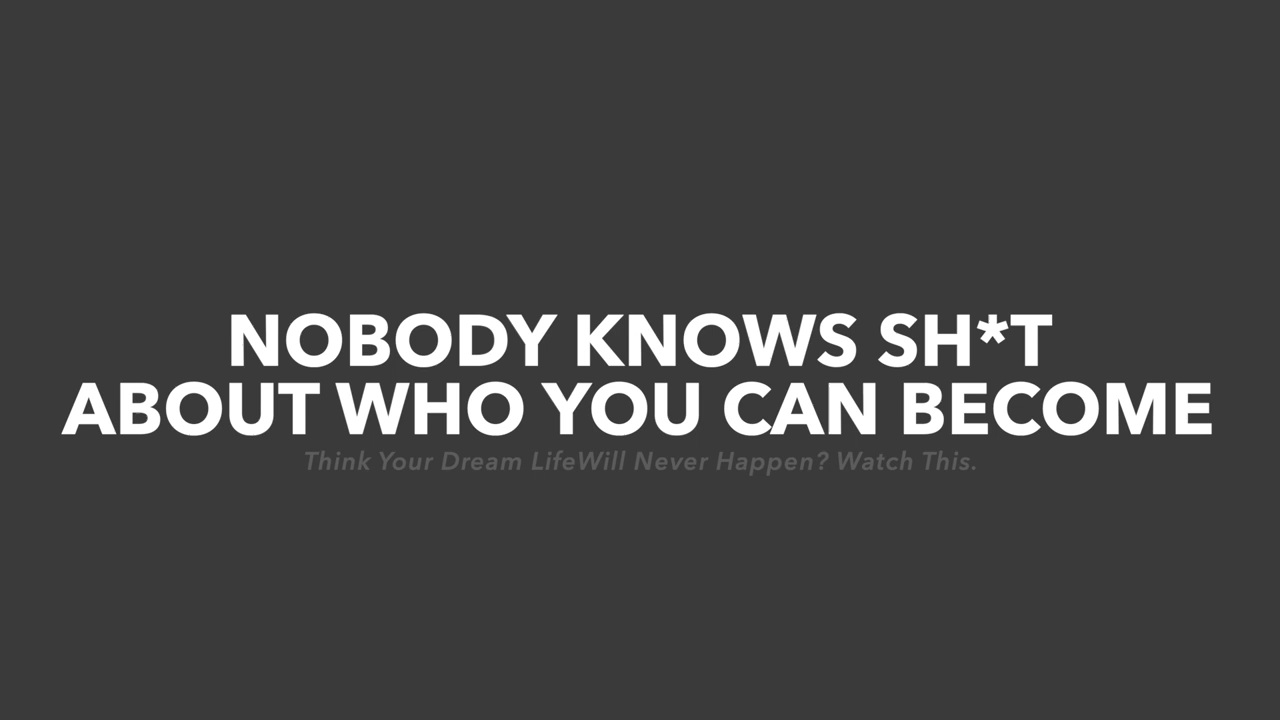 NOBODY KNOWS SH*T
ABOUT WHO YOU CAN BECOME
Think Your Dream LifeWill Never Happen? Watch This.